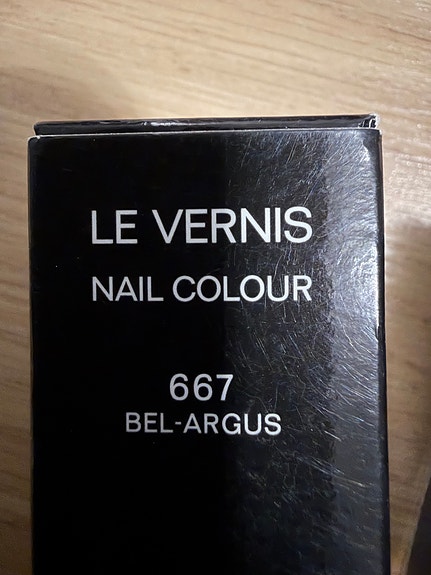 LE VERNIS
NAIL COLOUR
667
BEL-ARGUS